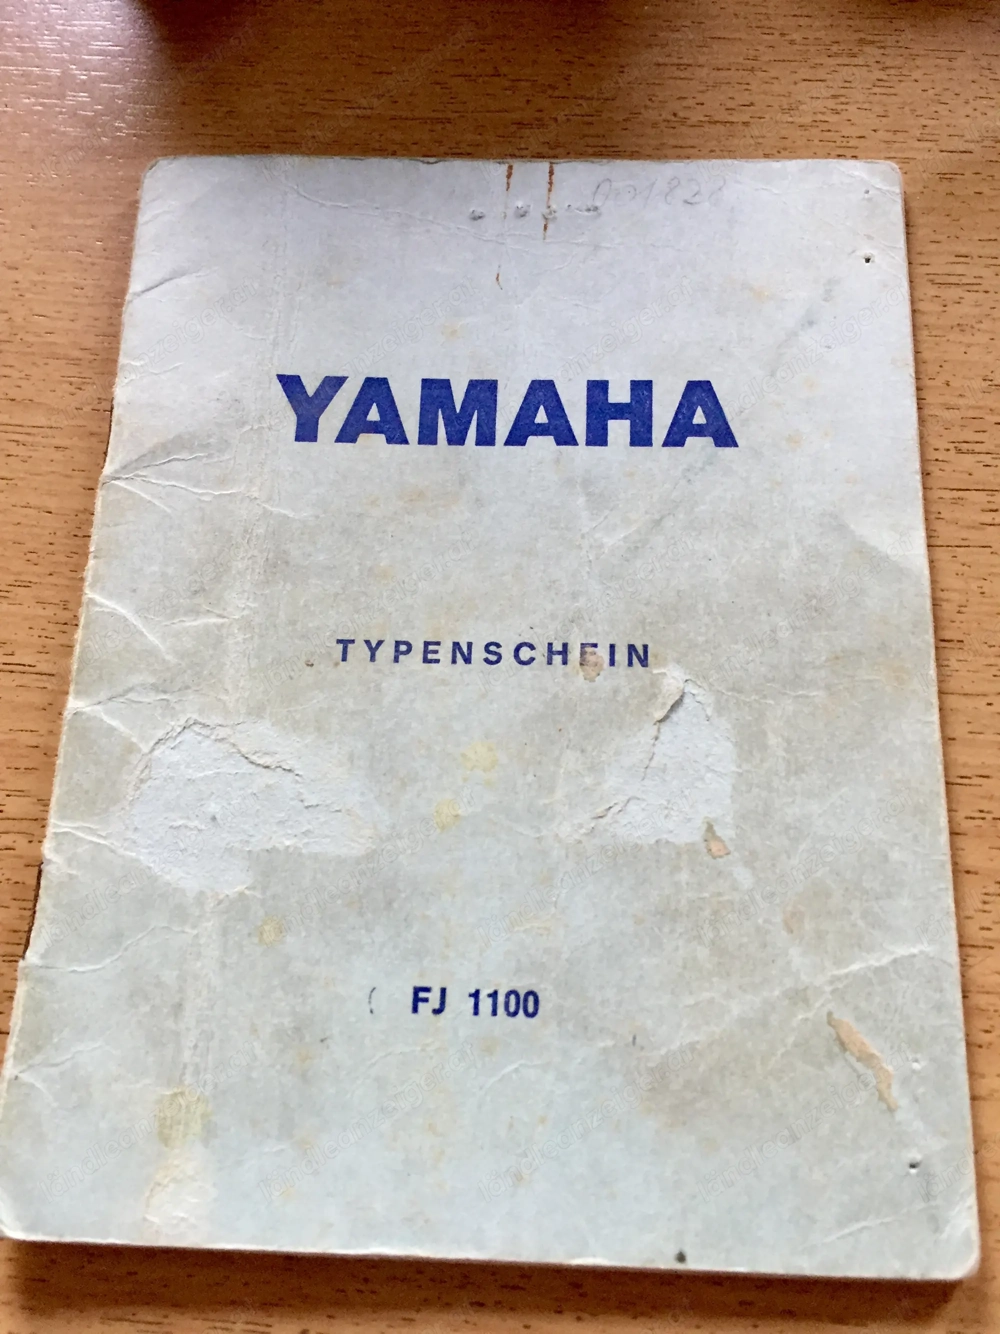 YAMAHA
TYPENSCHEIN
FJ 1100